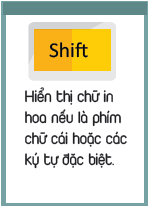 Shift
Hiển thị chữ in
hoa nếu là phím
chữ cái hoặc các
ký tự đặc biệt.